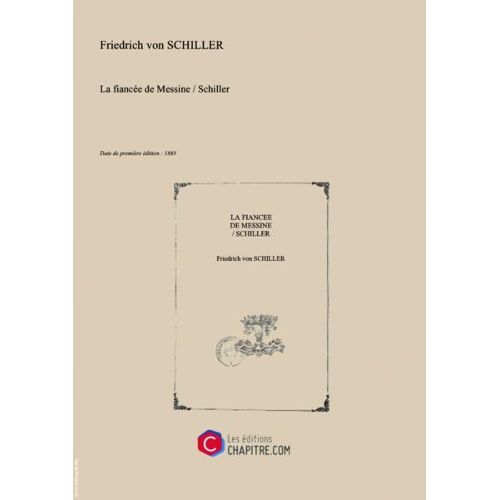 Friedrich von SCHILLER
La fiancée de Messine / Schiller
Date de première édition : 1885
LA FIANCEE
DE MESSINE
/ SCHILLER
Friedrich von SCHILLER
C
Les éditions
CHAPITRE.COM